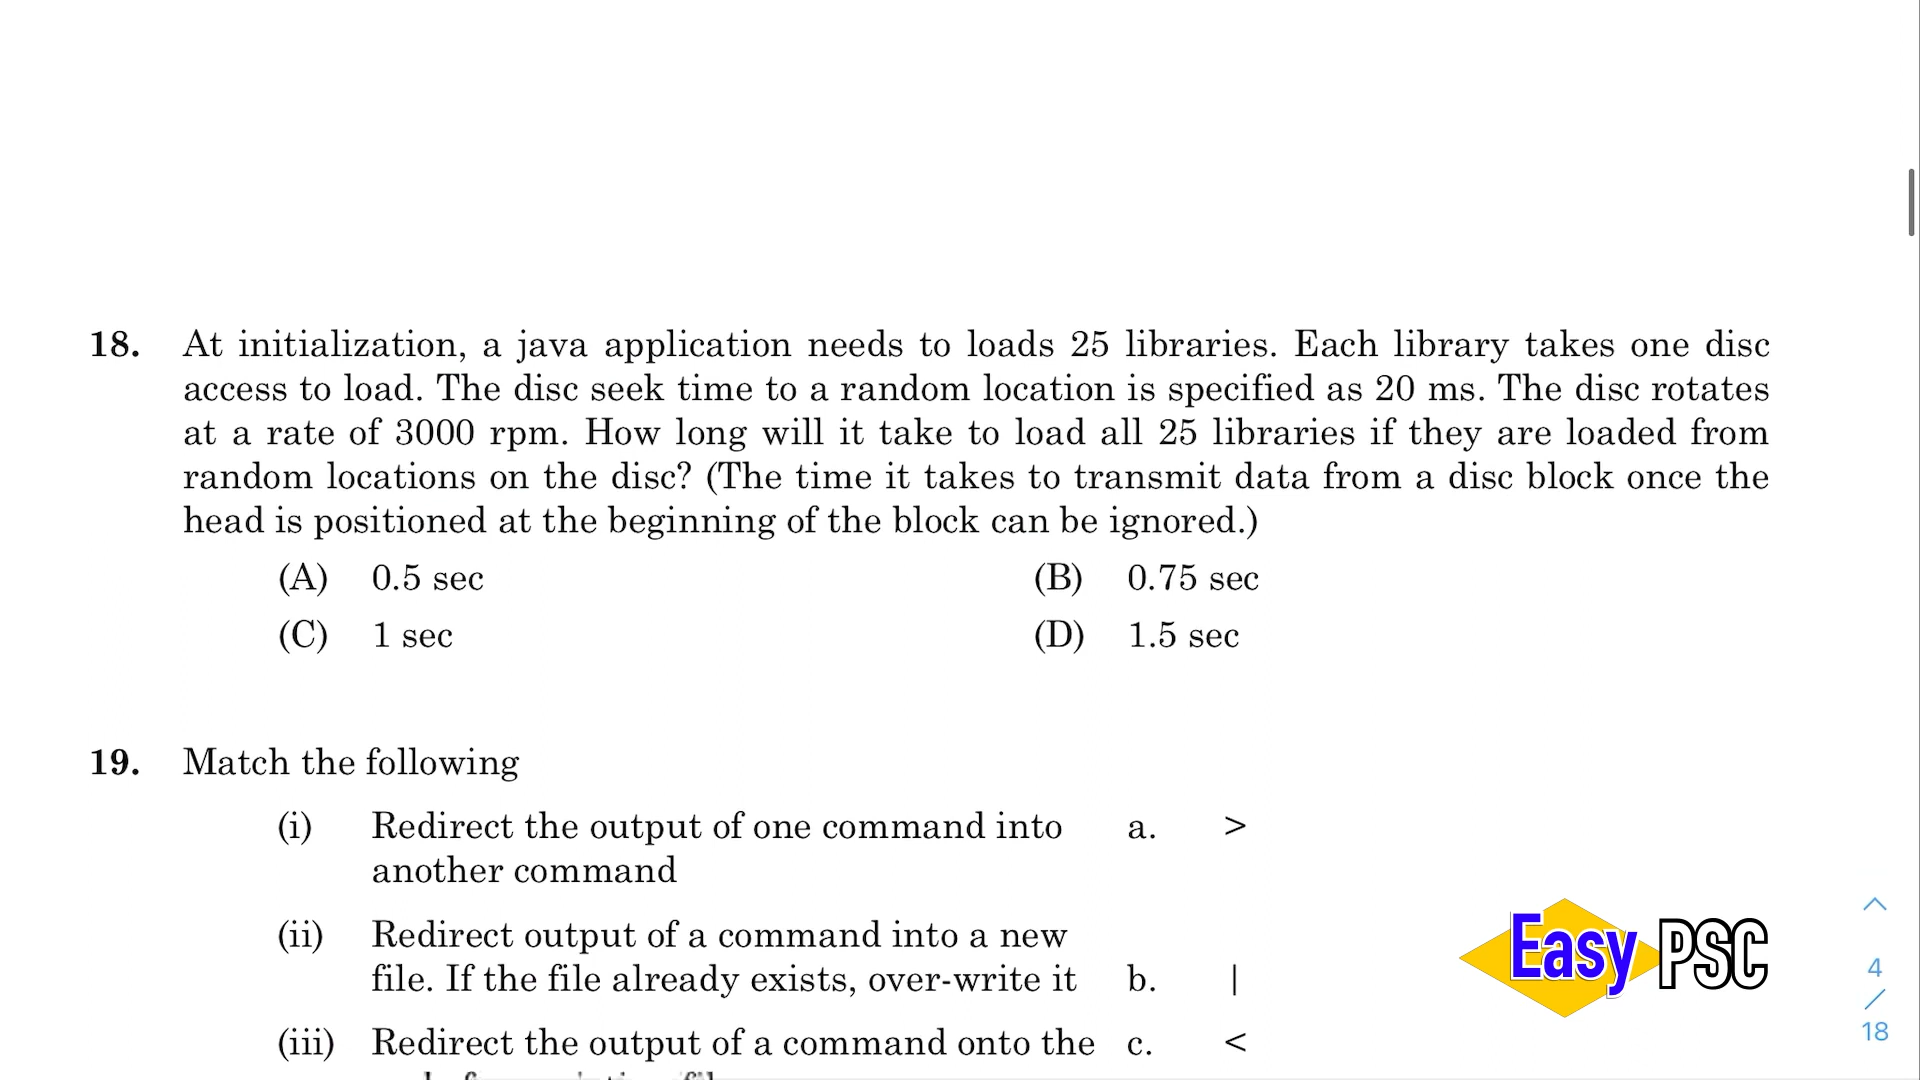 18. At initialization, a java application needs to loads 25 libraries. Each library takes one disc
access to load. The disc seek time to a random location is specified as 20 ms. The disc rotates
at a rate of 3000 rpm. How long will it take to load all 25 libraries if they are loaded from
random locations on the disc? (The time it takes to transmit data from a disc block once the
head is positioned at the beginning of the block can be ignored.)
(A) 0.5 sec (B) 0.75 sec
(C) 1 sec (D) 1.5 sec
19. Match the following
(i) Redirect the output of one command into a. >
another command
(ii) Redirect output of a command into a new
file. If the file already exists, over-write it b. |
(iii) Redirect the output of a command onto the c. <
Easy PSC
4
/
18